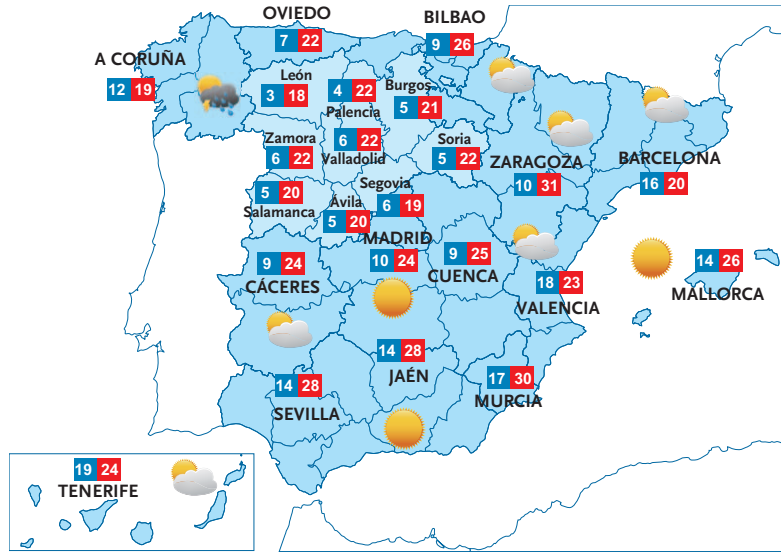 OVIEDO
7 22
BILBAO
9 26
A CORUÑA
12 19
León
3 18
4 22
Palencia
Burgos
5 21
Zamora
6 22
6 22
Valladolid
Soria
5 22
ZARAGOZA
10 31
BARCELONA
16 20
5 20
Salamanca
Ávila
5 20
Segovia
6 19
MADRID
10 24
9 25
CUENCA
9 24
CÁCERES
18 23
VALENCIA
14 26
MALLORCA
14 28
JAÉN
14 28
SEVILLA
17 30
MURCIA
19 24
TENERIFE